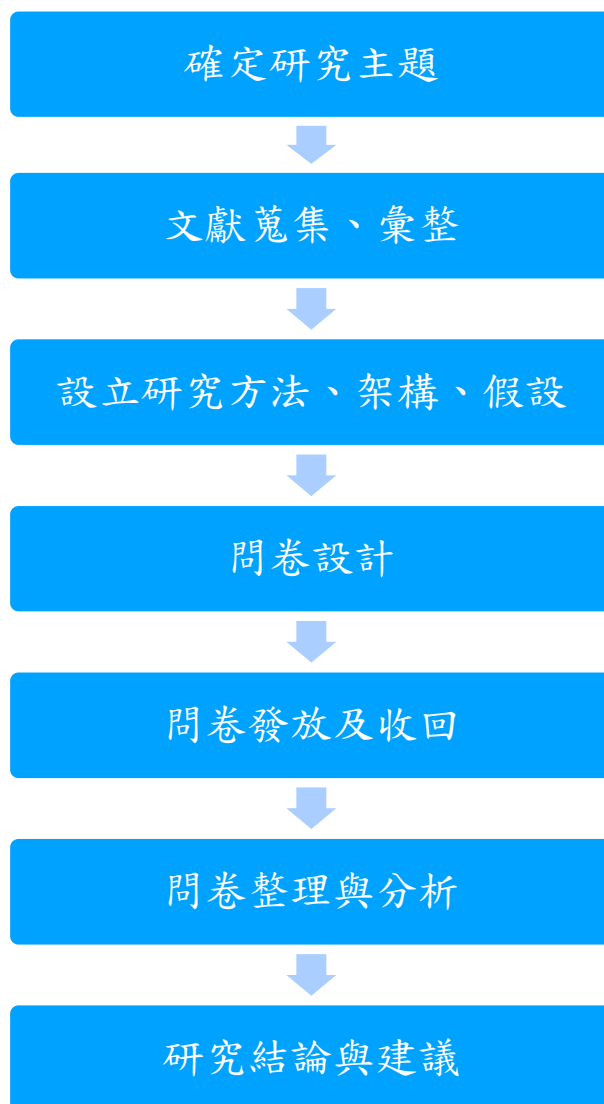 確定研究主題
文獻蒐集、彙整
設立研究方法、架構、假設
問卷設計
問卷發放及收回
問卷整理與分析
研究結論與建議